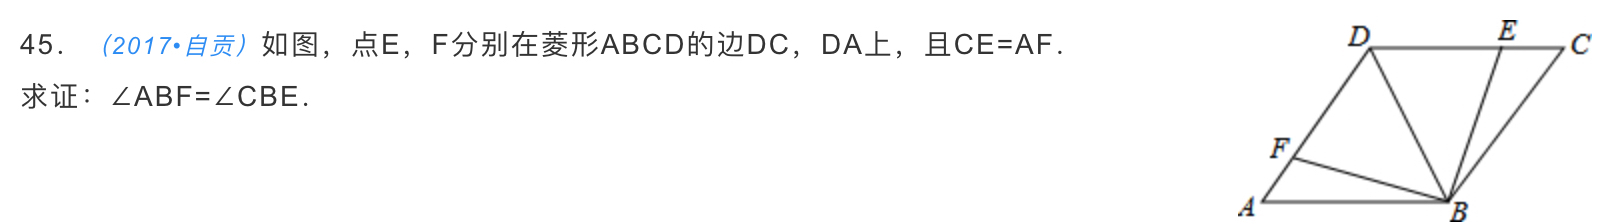 45. (2017•自贡) 如图，点E，F分别在菱形ABCD的边DC，DA上，且CE=AF.
求证：∠ABF=∠CBE.
D
E
C
F
A
B